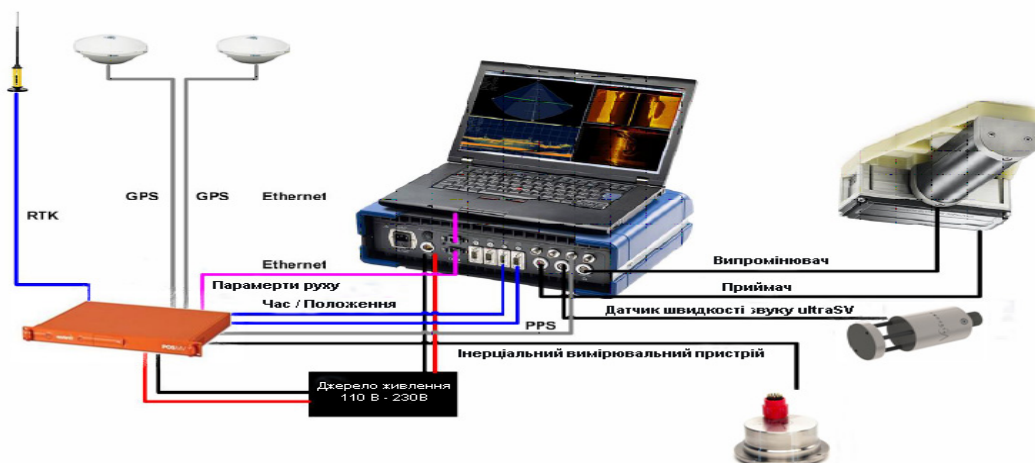 GPS
GPS
Ethernet
RTK
Ethernet
Параметри руху
Час / Положення
PPS
Випромінювач
Приймач
Датчик швидкості звуку ultraSV
Інерціальний вимірювальний пристрій
Джерело живлення
110 В - 230В
POSMV